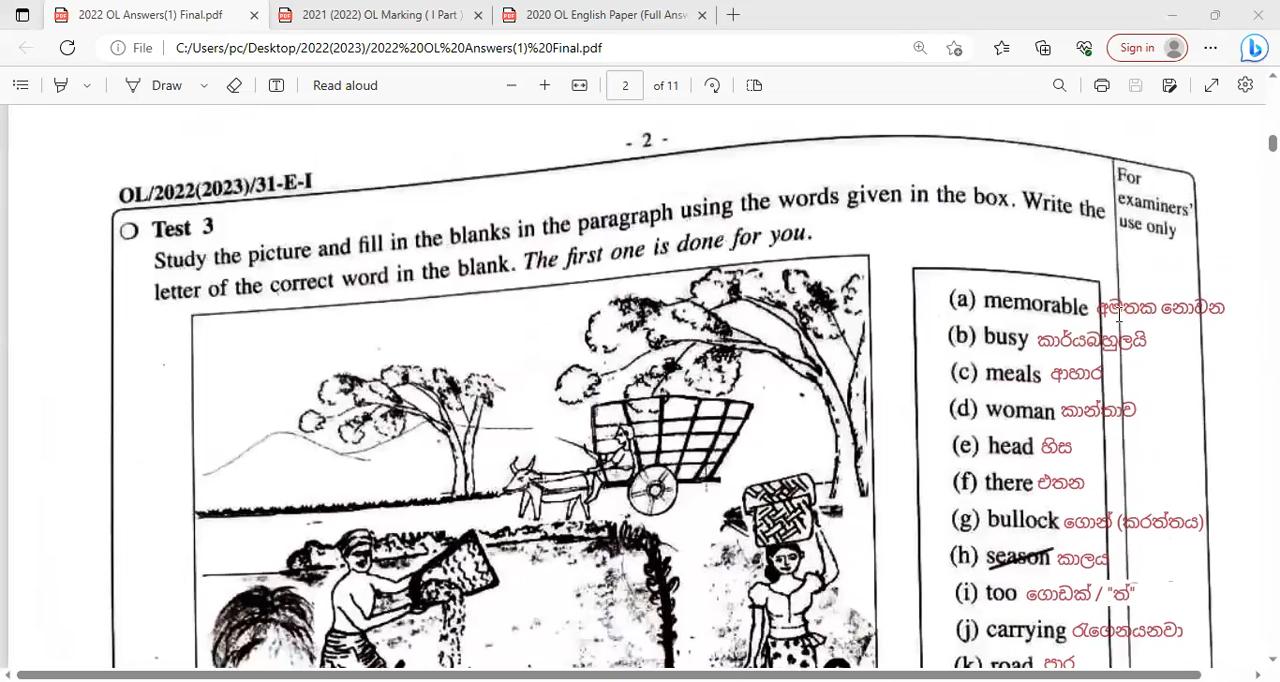 2022 OL Answers(1) Final.pdf
2021 (2022) OL Marking ( I Part )
2020 OL English Paper (Full Answ
File
C:/Users/pc/Desktop/2022(2023)/2022%20OL%20Answers(1)%20Final.pdf
Sign in
Draw
Read aloud
2 of 11
- 2 -
OL/2022(2023)/31-E-I
For examiners' use only
Test 3
Study the picture and fill in the blanks in the paragraph using the words given in the box. Write the
letter of the correct word in the blank. The first one is done for you.
(a) memorable අමතක නොවන
(b) busy කාර්යබහුලයි
(c) meals ආහාර
(d) woman කාන්තාව
(e) head හිස
(f) there එතන
(g) bullock ගොන් (කරත්තය)
(h) season කාලය
(i) too ගොඩක් / "ත්"
(j) carrying රැගෙනයනවා
(k) road පාර